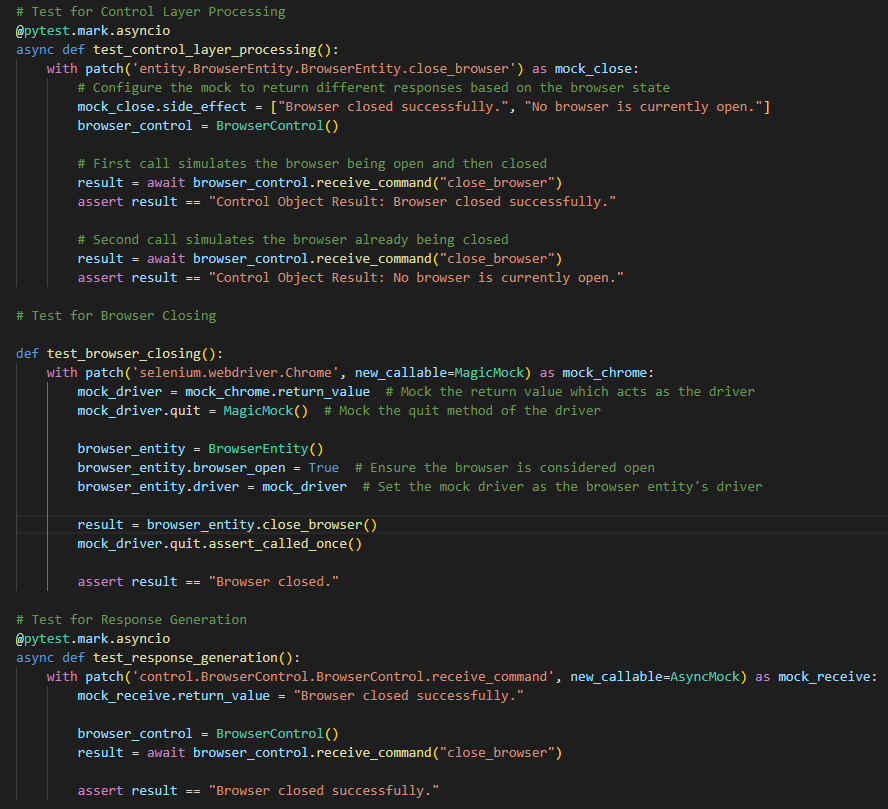 # Test for Control Layer Processing
@pytest.mark.asyncio
async def test_control_layer_processing():
    with patch('entity.BrowserEntity.BrowserEntity.close_browser') as mock_close:
        # Configure the mock to return different responses based on the browser state
        mock_close.side_effect = ["Browser closed successfully.", "No browser is currently open."]
        browser_control = BrowserControl()

        # First call simulates the browser being open and then closed
        result = await browser_control.receive_command("close_browser")
        assert result == "Control Object Result: Browser closed successfully."

        # Second call simulates the browser already being closed
        result = await browser_control.receive_command("close_browser")
        assert result == "Control Object Result: No browser is currently open."

# Test for Browser Closing

def test_browser_closing():
    with patch('selenium.webdriver.Chrome', new_callable=MagicMock) as mock_chrome:
        mock_driver = mock_chrome.return_value  # Mock the return value which acts as the driver
        mock_driver.quit = MagicMock()  # Mock the quit method of the driver

        browser_entity = BrowserEntity()
        browser_entity.browser_open = True  # Ensure the browser is considered open
        browser_entity.driver = mock_driver  # Set the mock driver as the browser entity's driver

        result = browser_entity.close_browser()
        mock_driver.quit.assert_called_once()

        assert result == "Browser closed."

# Test for Response Generation
@pytest.mark.asyncio
async def test_response_generation():
    with patch('control.BrowserControl.BrowserControl.receive_command', new_callable=AsyncMock) as mock_receive:
        mock_receive.return_value = "Browser closed successfully."

        browser_control = BrowserControl()
        result = await browser_control.receive_command("close_browser")

        assert result == "Browser closed successfully."